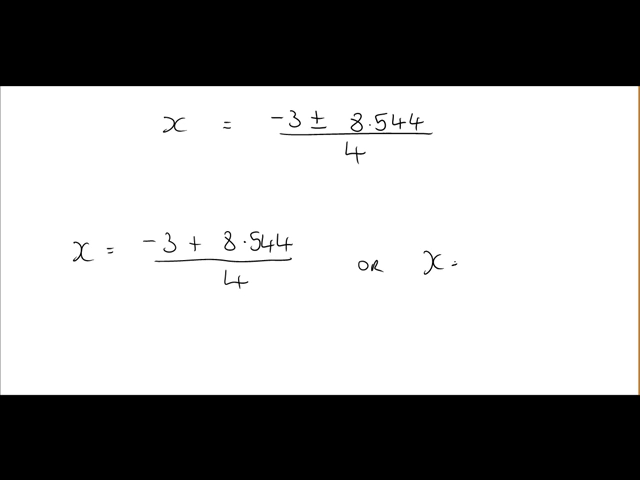 x = (-3 ± 8.544)/4
x = (-3 + 8.544)/4 OR x =